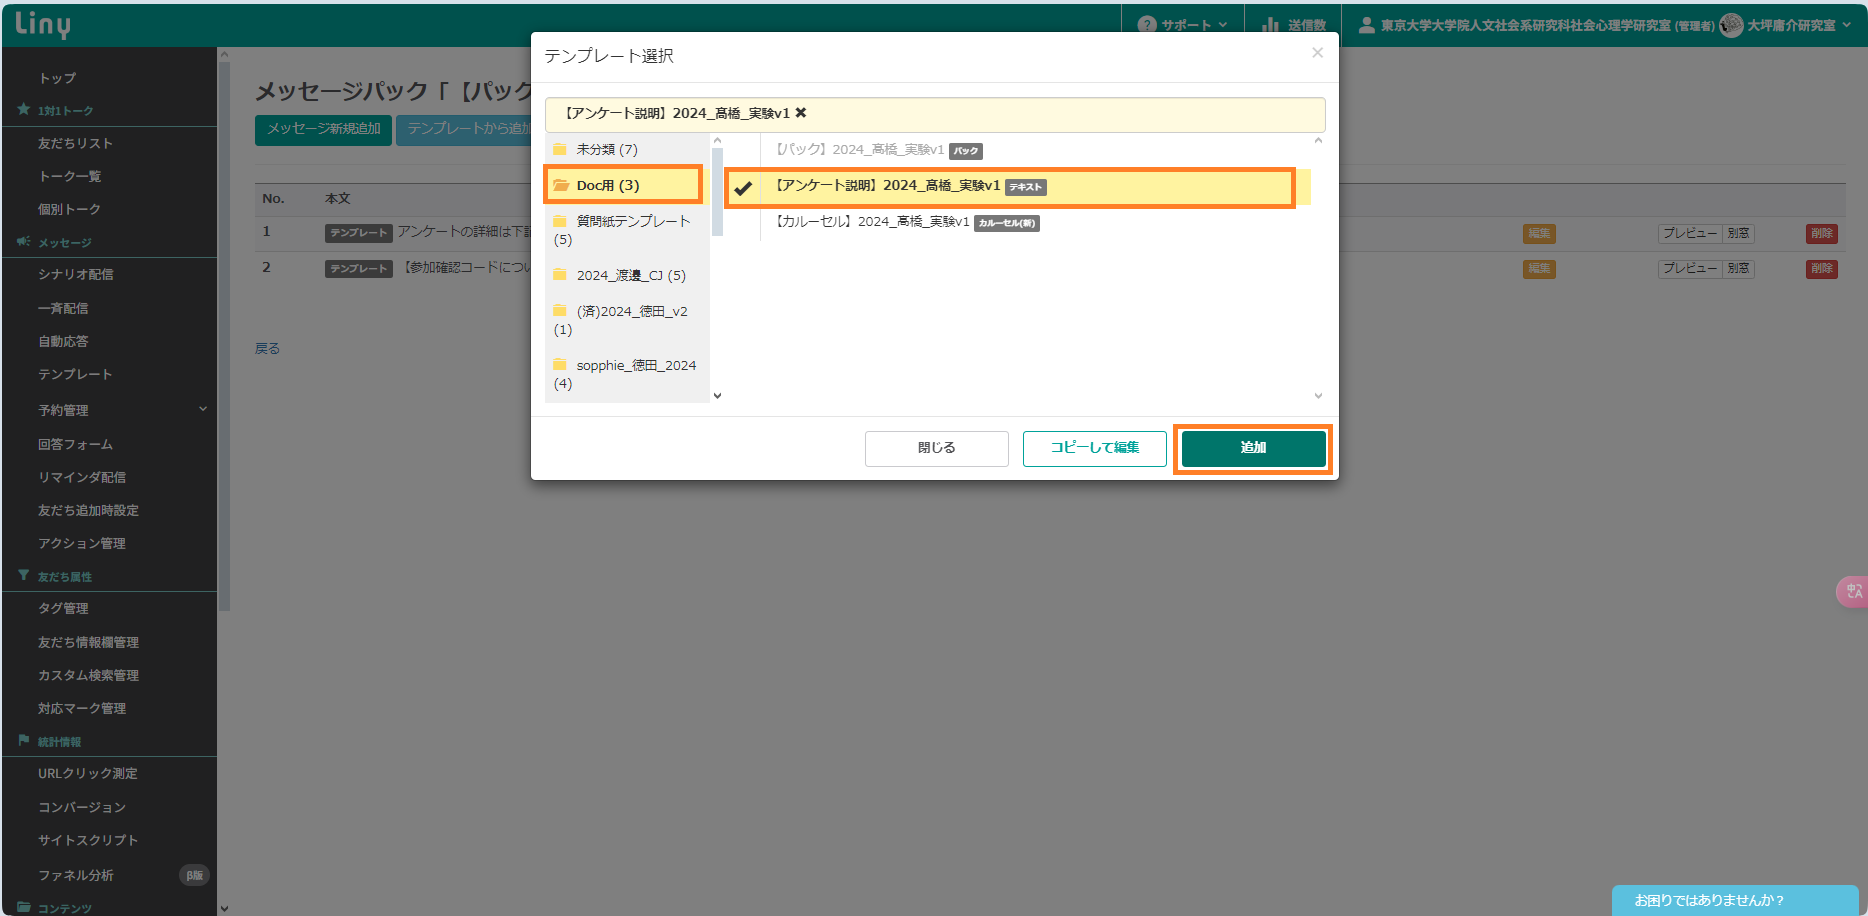 Liny
サポート
送信数
東京大学大学院人文社会系研究科社会心理学研究室 (管理者)
大坪庸介研究室
トップ
1対1トーク
友だちリスト
トーク一覧
個別トーク
メッセージ
シナリオ配信
一斉配信
自動応答
テンプレート
予約管理
回答フォーム
リマインダ配信
友だち追加時設定
アクション管理
友だち属性
タグ管理
友だち情報欄管理
カスタム検索管理
対応マーク管理
統計情報
URLクリック測定
コンバージョン
サイトスクリプト
ファネル分析 β版
コンテンツ
メッセージパック「【パック
メッセージ新規追加
テンプレートから追加
No. 本文
1 テンプレート アンケートの詳細は下記
編集 プレビュー 別窓 削除
2 テンプレート 【参加確認コードについ
編集 プレビュー 別窓 削除
戻る
テンプレート選択 ×
【アンケート説明】2024_髙橋_実験v1 ✖
未分類 (7)
Doc用 (3)
質問紙テンプレート
(5)
2024_渡邊_CJ (5)
(済)2024_徳田_v2
(1)
sopphie_徳田_2024
(4)
【パック】2024_髙橋_実験v1 パック
【アンケート説明】2024_髙橋_実験v1 テキスト
【カルーセル】2024_髙橋_実験v1 カルーセル(新)
閉じる
コピーして編集
追加
お困りではありませんか？